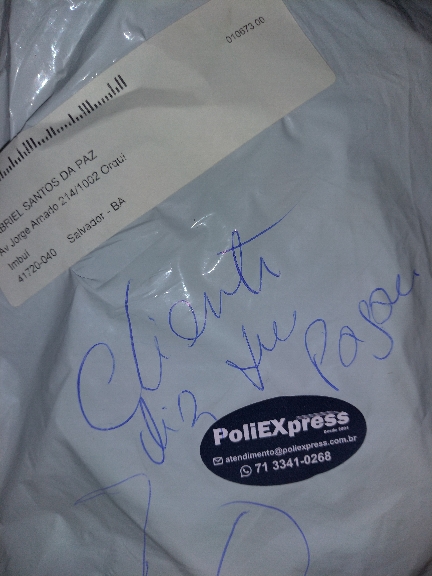 010673.00
BRIEL SANTOS DA PAZ
Av Jorge Amado 214/1002 Orqui
Imbuí
41720-040 Salvador - BA
Cliente
diz que Pagou
PoliEXpress
atendimento@poliexpress.com.br
71 3341-0268